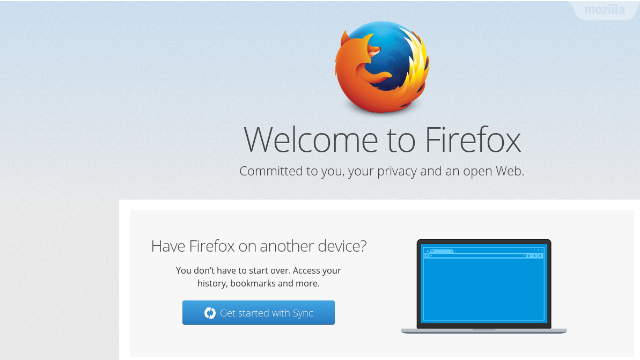 mozilla
Welcome to Firefox
Committed to you, your privacy and an open Web.
Have Firefox on another device?
You don't have to start over. Access your
history, bookmarks and more.
Get started with Sync